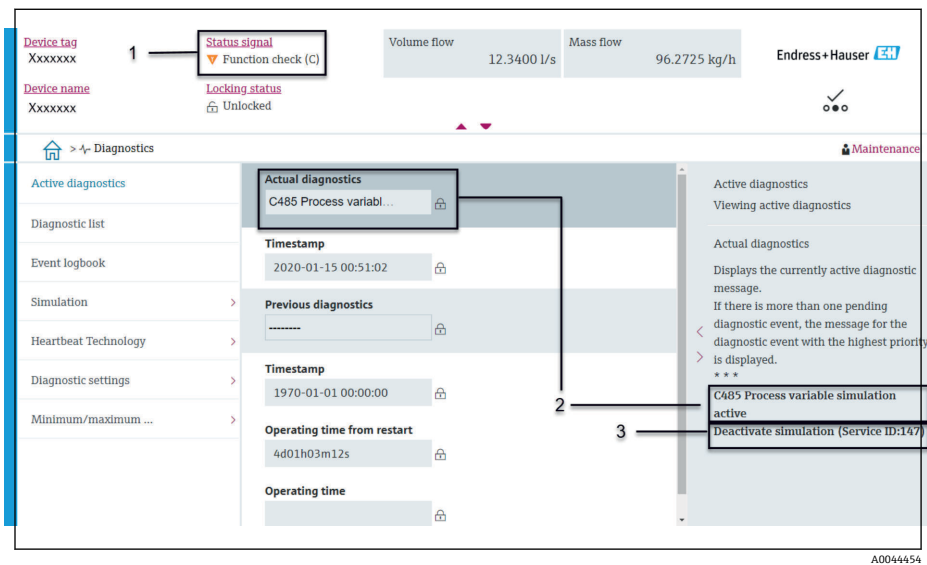 Device tag
Xxxxxxx
1
Status signal
Function check (C)
Volume flow
12.3400 l/s
Mass flow
96.2725 kg/h
Endress+Hauser EH
Device name
Xxxxxxx
Locking status
Unlocked
> Diagnostics
Maintenance
Active diagnostics
Diagnostic list
Event logbook
Simulation >
Heartbeat Technology >
Diagnostic settings >
Minimum/maximum ... >
Actual diagnostics
C485 Process variabl...
Timestamp
2020-01-15 00:51:02
Previous diagnostics
--------
Timestamp
1970-01-01 00:00:00
Operating time from restart
4d01h03m12s
Operating time
2
3
Active diagnostics
Viewing active diagnostics
Actual diagnostics
Displays the currently active diagnostic
message.
If there is more than one pending
diagnostic event, the message for the
diagnostic event with the highest priority
is displayed.
* * *
C485 Process variable simulation
active
Deactivate simulation (Service ID:147)
A0044454